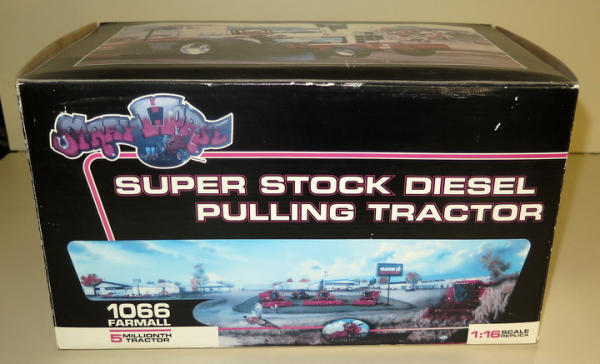 SUPER STOCK DIESEL
PULLING TRACTOR
1066
FARMALL
5 MILLIONTH
TRACTOR
1:16 SCALE
REPLICA